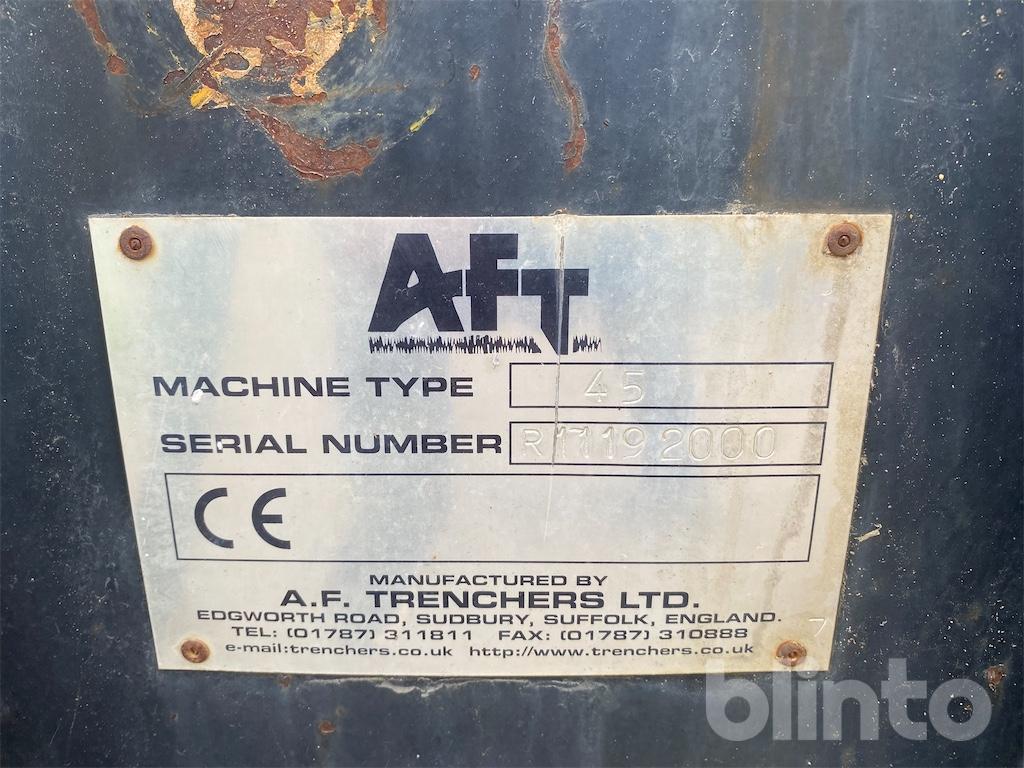 AFT
MACHINE TYPE 45
SERIAL NUMBER R17119 2000
CE
MANUFACTURED BY
A.F. TRENCHERS LTD.
EDGWORTH ROAD, SUDBURY, SUFFOLK, ENGLAND.
TEL: (01787) 311811 FAX: (01787) 310888
e-mail:trenchers.co.uk http://www.trenchers.co.uk
blinto